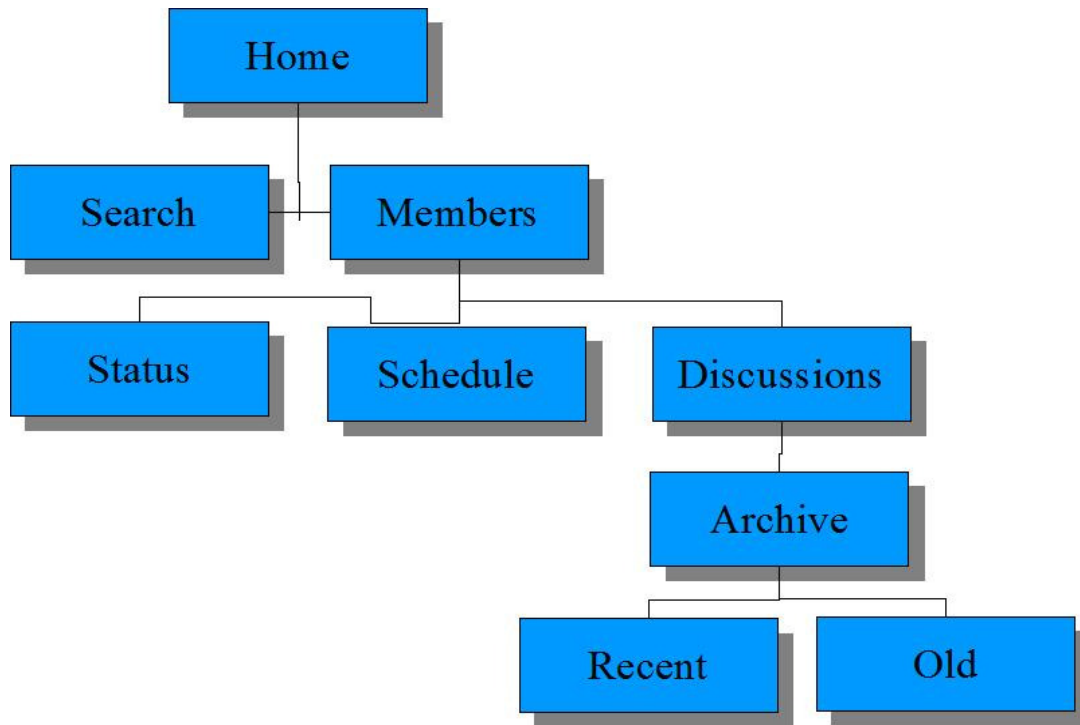 Home
Search
Members
Status
Schedule
Discussions
Archive
Recent
Old